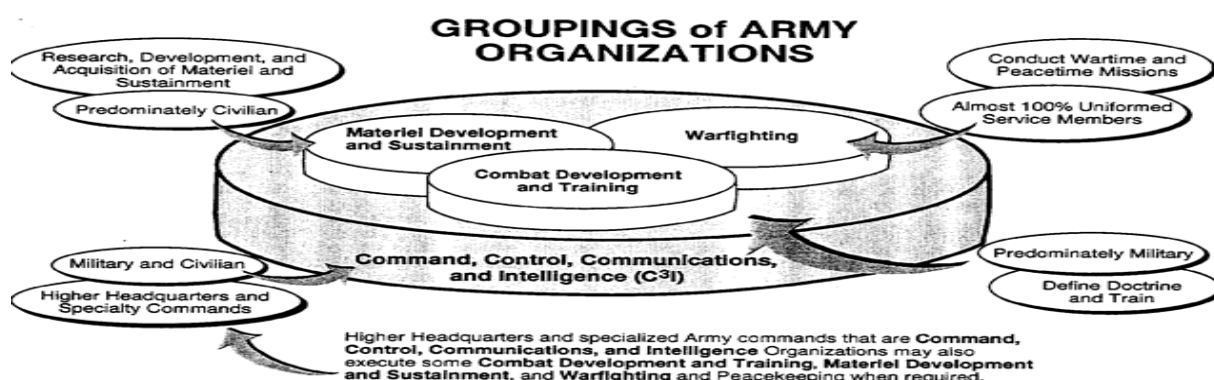 GROUPINGS of ARMY
ORGANIZATIONS
Research, Development, and
Acquisition of Materiel and
Sustainment
Predominately Civilian
Conduct Wartime and
Peacetime Missions
Almost 100% Uniformed
Service Members
Materiel Development
and Sustainment
Warfighting
Combat Development
and Training
Command, Control, Communications,
and Intelligence (C³I)
Military and Civilian
Higher Headquarters and
Specialty Commands
Predominately Military
Define Doctrine
and Train
Higher Headquarters and specialized Army commands that are Command,
Control, Communications, and Intelligence Organizations may also
execute some Combat Development and Training, Materiel Development
and Sustainment, and Warfighting and Peacekeeping when required.